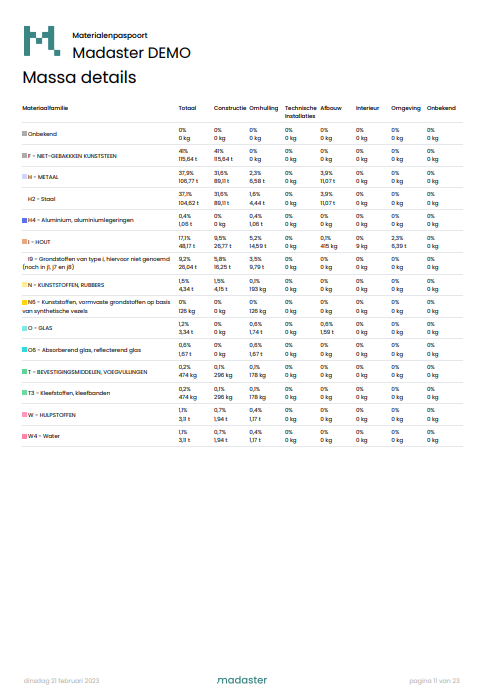 Materialenpaspoort
Madaster DEMO
Massa details
Materiaalfamilie Totaal Constructie Omhulling Technische Installaties Afbouw Interieur Omgeving Onbekend
Onbekend 0% 0% 0% 0% 0% 0% 0% 0%
0 kg 0 kg 0 kg 0 kg 0 kg 0 kg 0 kg 0 kg
F - NIET-GEBAKKKEN KUNSTSTEEN 41% 41% 0% 0% 0% 0% 0% 0%
115,64 t 115,64 t 0 kg 0 kg 0 kg 0 kg 0 kg 0 kg
H - METAAL 37,9% 31,6% 2,3% 0% 3,9% 0% 0% 0%
106,77 t 89,11 t 6,58 t 0 kg 11,07 t 0 kg 0 kg 0 kg
H2 - Staal 37,1% 31,6% 1,6% 0% 3,9% 0% 0% 0%
104,62 t 89,11 t 4,44 t 0 kg 11,07 t 0 kg 0 kg 0 kg
H4 - Aluminium, aluminiumlegeringen 0,4% 0% 0,4% 0% 0% 0% 0% 0%
1,06 t 0 kg 1,06 t 0 kg 0 kg 0 kg 0 kg 0 kg
I - HOUT 17,1% 9,5% 5,2% 0% 0,1% 0% 2,3% 0%
48,17 t 26,77 t 14,59 t 0 kg 415 kg 9 kg 6,39 t 0 kg
I9 - Grondstoffen van type i, hiervoor niet genoemd 9,2% 5,8% 3,5% 0% 0% 0% 0% 0%
(noch in j1, j7 en j8) 26,04 t 16,25 t 9,79 t 0 kg 0 kg 0 kg 0 kg 0 kg
N - KUNSTSTOFFEN, RUBBERS 1,5% 1,5% 0,1% 0% 0% 0% 0% 0%
4,34 t 4,15 t 193 kg 0 kg 0 kg 0 kg 0 kg 0 kg
N6 - Kunststoffen, vormvaste grondstoffen op basis 0% 0% 0% 0% 0% 0% 0% 0%
van synthetische vezels 126 kg 0 kg 126 kg 0 kg 0 kg 0 kg 0 kg 0 kg
O - GLAS 1,2% 0% 0,6% 0% 0,6% 0% 0% 0%
3,34 t 0 kg 1,74 t 0 kg 1,59 t 0 kg 0 kg 0 kg
O6 - Absorberend glas, reflecterend glas 0,6% 0% 0,6% 0% 0% 0% 0% 0%
1,67 t 0 kg 1,67 t 0 kg 0 kg 0 kg 0 kg 0 kg
T - BEVESTIGINGSMIDDELEN, VOEGVULLINGEN 0,2% 0,1% 0,1% 0% 0% 0% 0% 0%
474 kg 296 kg 178 kg 0 kg 0 kg 0 kg 0 kg 0 kg
T3 - Kleefstoffen, kleefbanden 0,2% 0,1% 0,1% 0% 0% 0% 0% 0%
474 kg 296 kg 178 kg 0 kg 0 kg 0 kg 0 kg 0 kg
W - HULPSTOFFEN 1,1% 0,7% 0,4% 0% 0% 0% 0% 0%
3,11 t 1,94 t 1,17 t 0 kg 0 kg 0 kg 0 kg 0 kg
W4 - Water 1,1% 0,7% 0,4% 0% 0% 0% 0% 0%
3,11 t 1,94 t 1,17 t 0 kg 0 kg 0 kg 0 kg 0 kg
dinsdag 21 februari 2023 madaster pagina 11 van 23